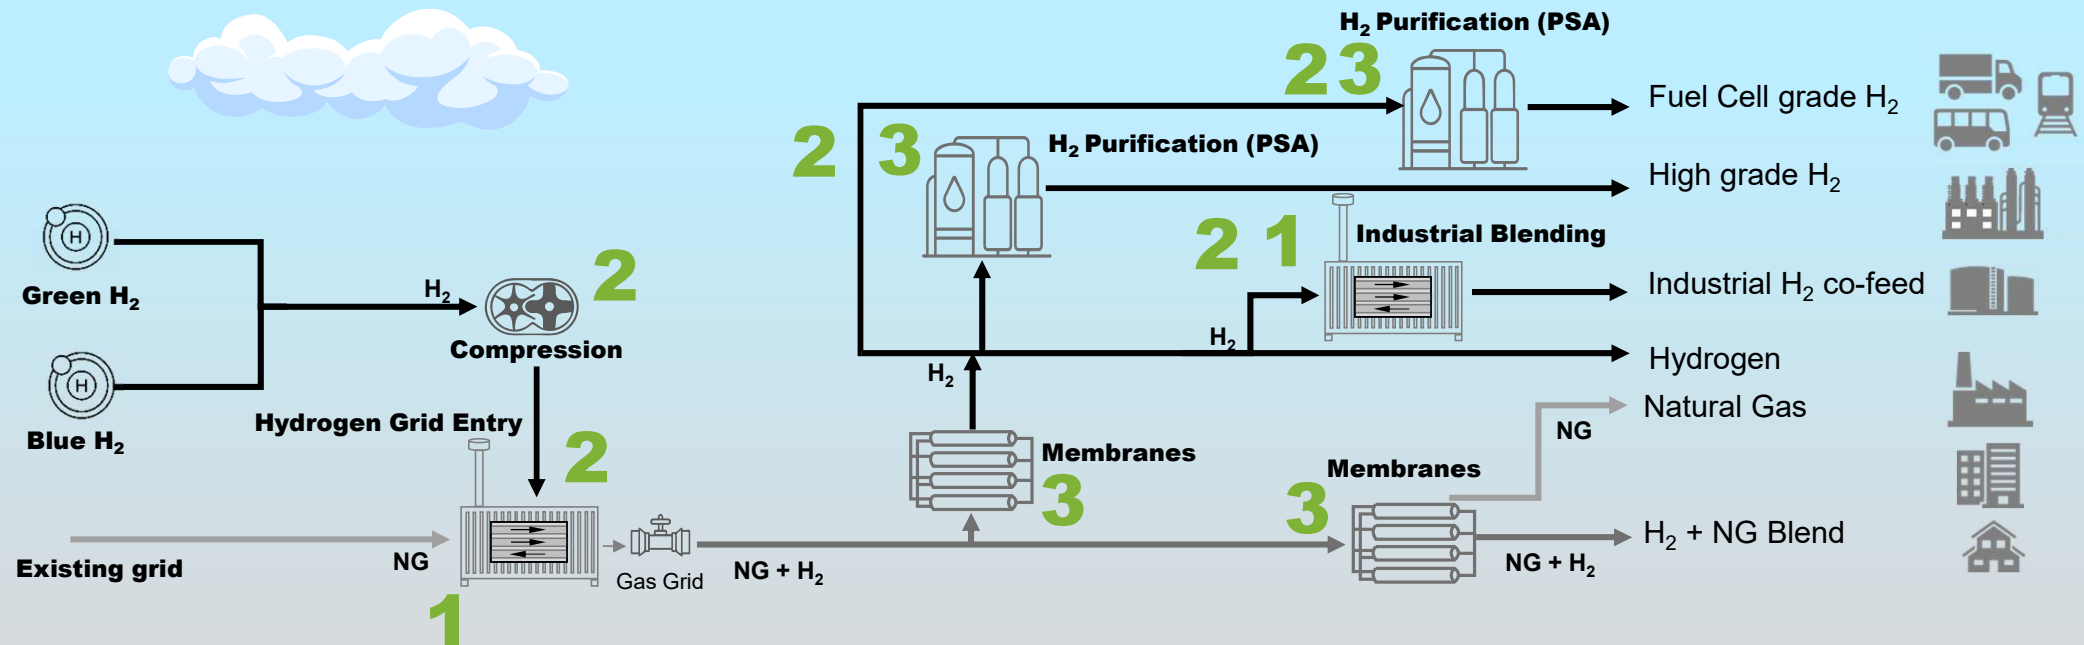 H₂ Purification (PSA)
2 3
Fuel Cell grade H₂
2 3
H₂ Purification (PSA)
High grade H₂
H
Green H₂
H₂
2
Compression
2 1
Industrial Blending
Industrial H₂ co-feed
H₂
Hydrogen
H
Blue H₂
H₂
Natural Gas
NG
Hydrogen Grid Entry
2
Membranes
3
Membranes
3
H₂ + NG Blend
NG + H₂
Existing grid
NG
Gas Grid
NG + H₂
1